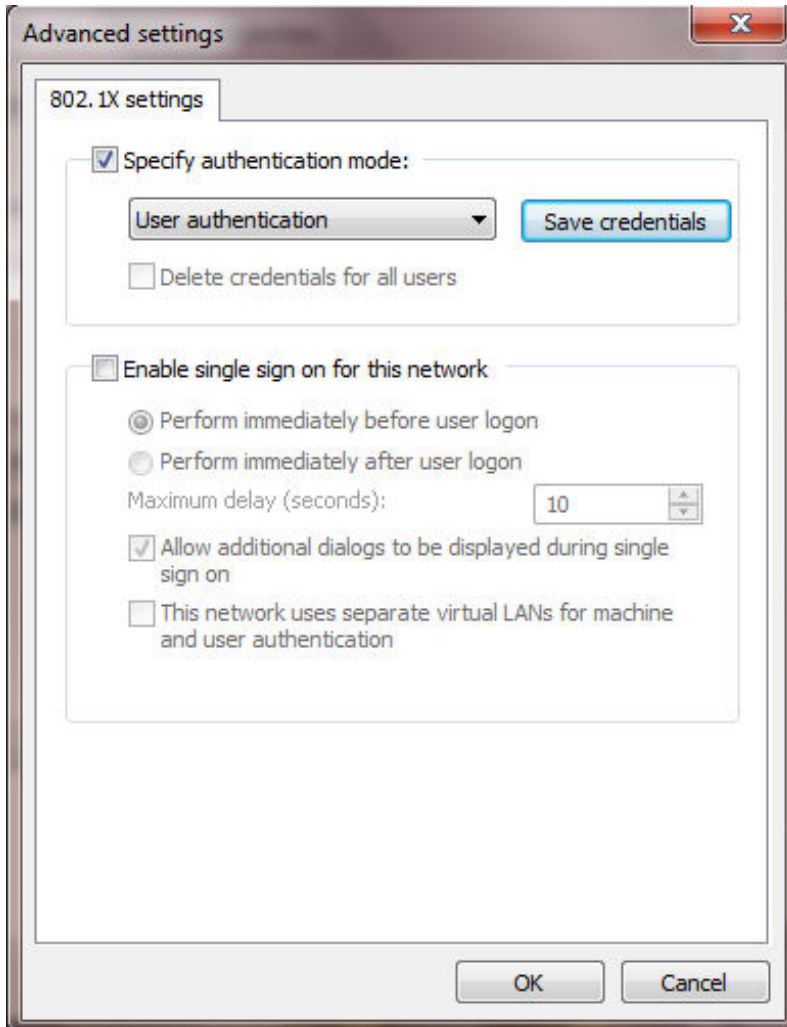 Advanced settings
802.1X settings
Specify authentication mode:
User authentication
Save credentials
Delete credentials for all users
Enable single sign on for this network
Perform immediately before user logon
Perform immediately after user logon
Maximum delay (seconds):
10
Allow additional dialogs to be displayed during single
sign on
This network uses separate virtual LANs for machine
and user authentication
OK
Cancel